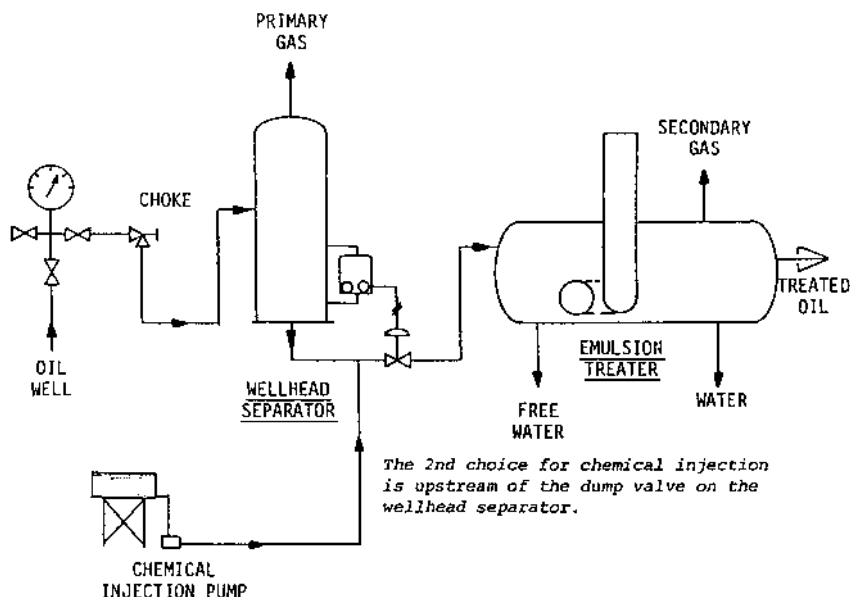 PRIMARY
GAS
CHOKE
OIL
WELL
WELLHEAD
SEPARATOR
SECONDARY
GAS
TREATED
OIL
EMULSION
TREATER
FREE
WATER
WATER
The 2nd choice for chemical injection
is upstream of the dump valve on the
wellhead separator.
CHEMICAL
INJECTION PUMP